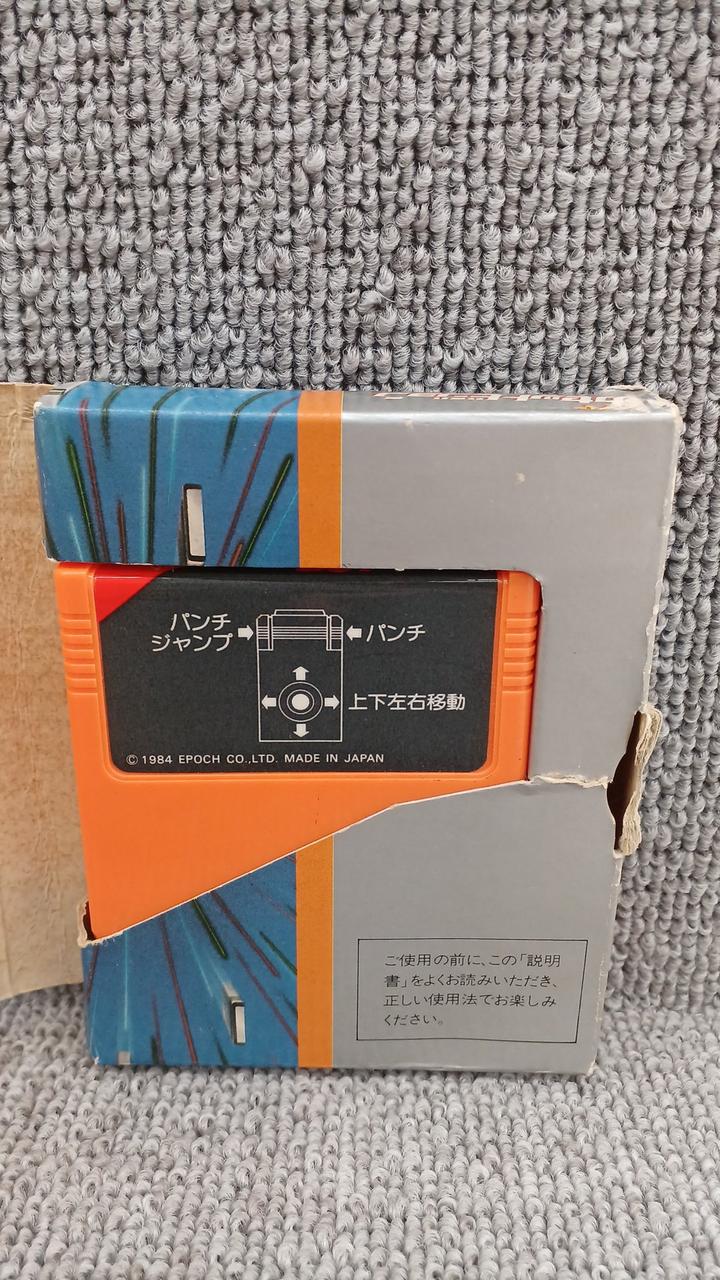 パンチ
ジャンプ
パンチ
上下左右移動
© 1984 EPOCH CO.,LTD. MADE IN JAPAN
ご使用の前に、この「説明
書」をよくお読みいただき、
正しい使用法でお楽しみ
ください。